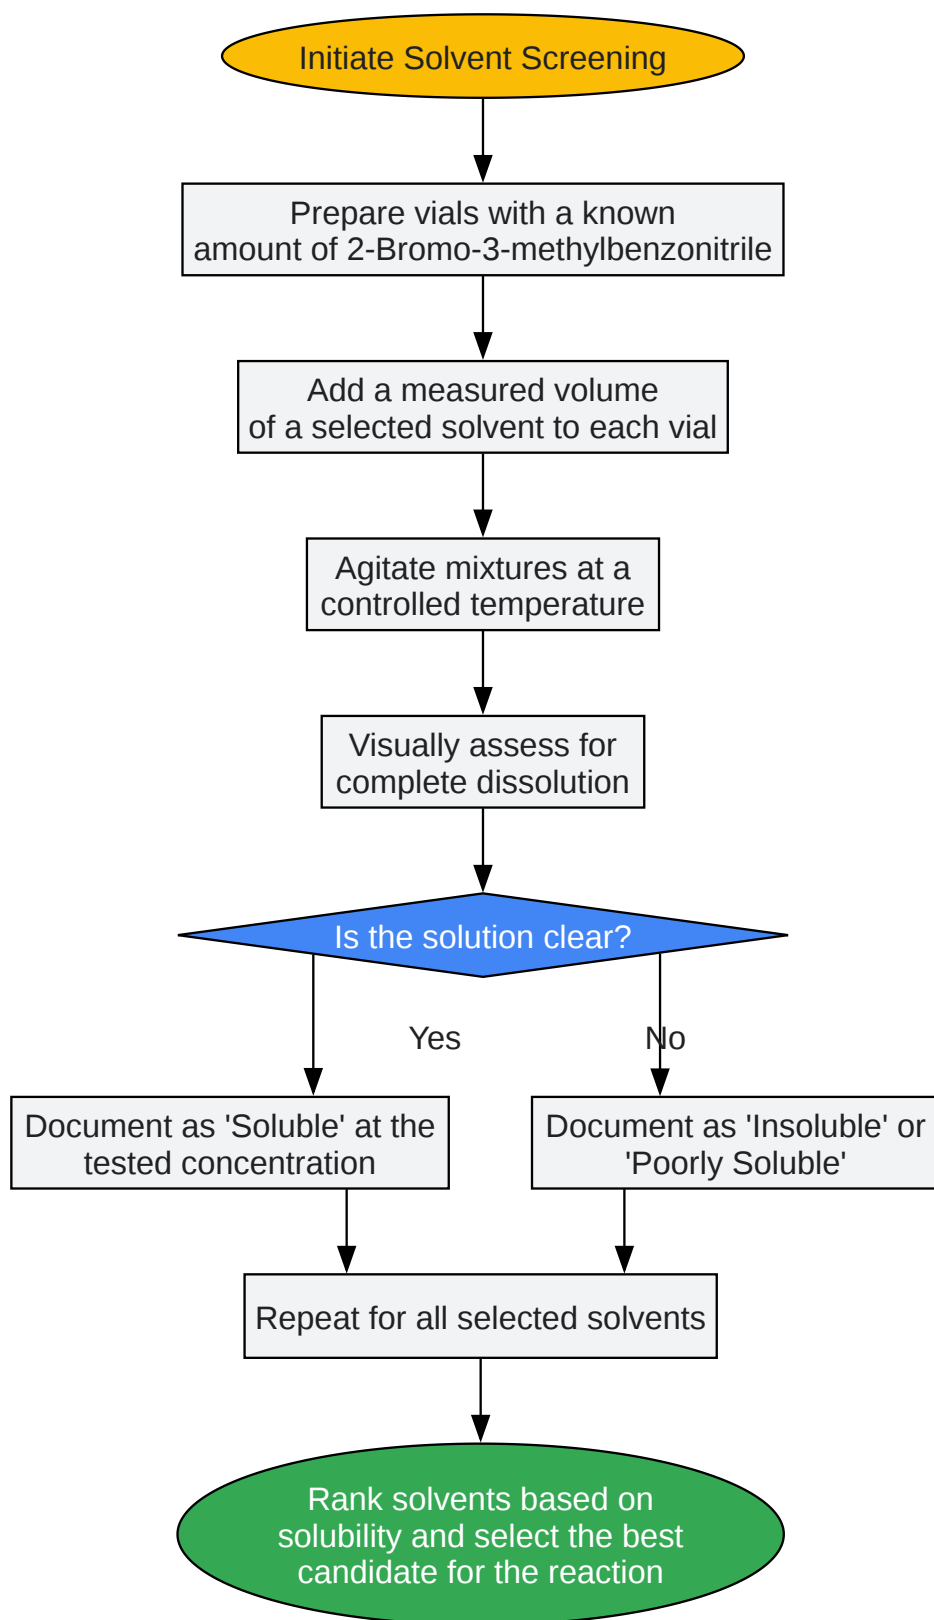 Initiate Solvent Screening
Prepare vials with a known
amount of 2-Bromo-3-methylbenzonitrile
Add a measured volume
of a selected solvent to each vial
Agitate mixtures at a
controlled temperature
Visually assess for
complete dissolution
Is the solution clear?
Yes
No
Document as 'Soluble' at the
tested concentration
Document as 'Insoluble' or
'Poorly Soluble'
Repeat for all selected solvents
Rank solvents based on
solubility and select the best
candidate for the reaction